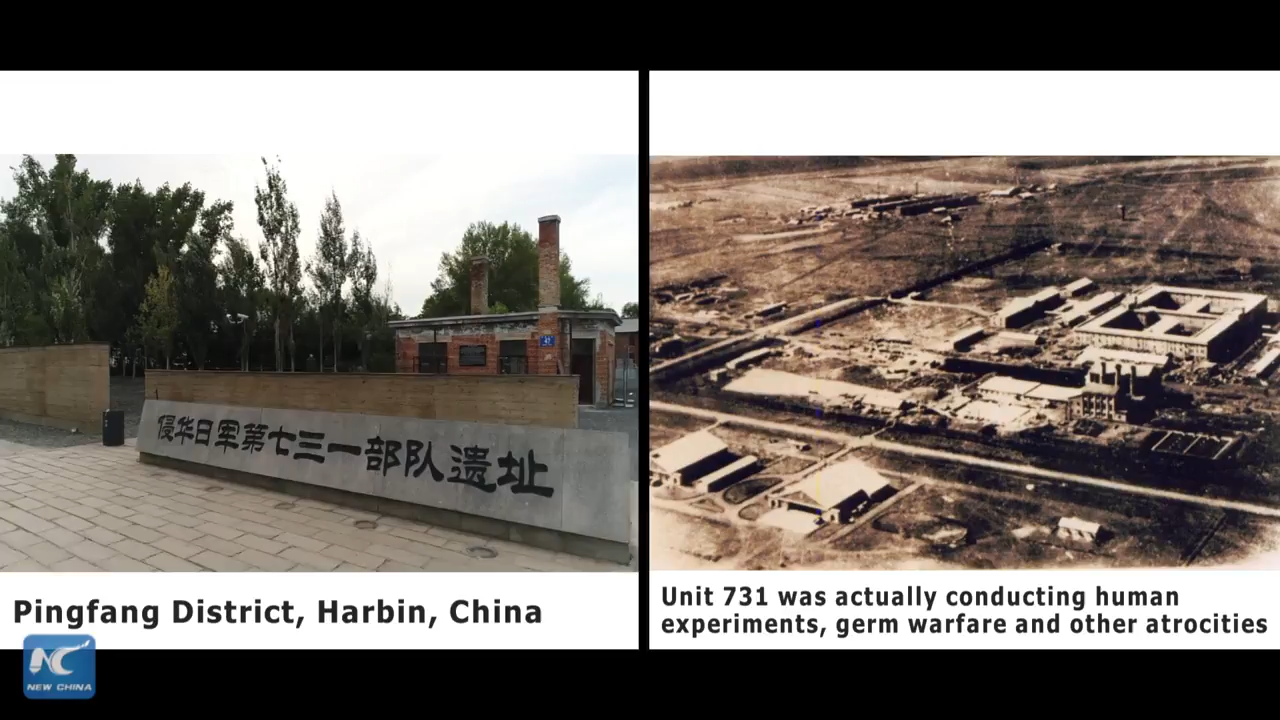 侵华日军第七三一部队遗址
Pingfang District, Harbin, China
Unit 731 was actually conducting human
experiments, germ warfare and other atrocities
NEW CHINA